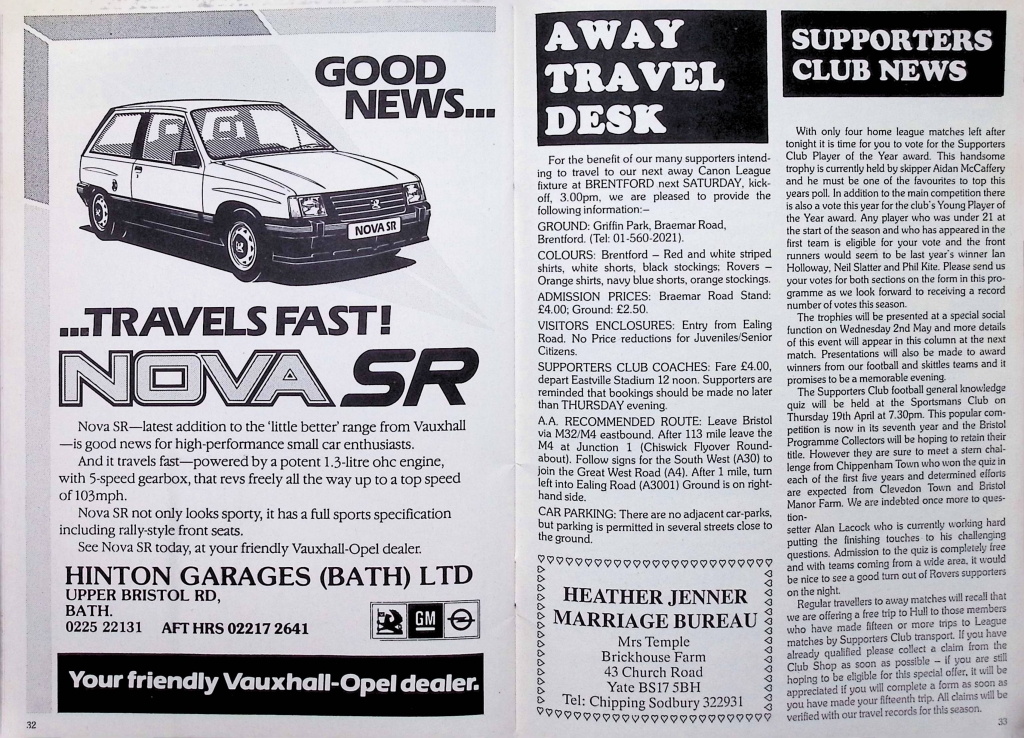 GOOD
NEWS...
NOVA SR
...TRAVELS FAST!
NOVA SR
Nova SR—latest addition to the 'little better' range from Vauxhall
—is good news for high-performance small car enthusiasts.
And it travels fast—powered by a potent 1.3-litre ohc engine,
with 5-speed gearbox, that revs freely all the way up to a top speed
of 103mph.
Nova SR not only looks sporty, it has a full sports specification
including rally-style front seats.
See Nova SR today, at your friendly Vauxhall-Opel dealer.
HINTON GARAGES (BATH) LTD
UPPER BRISTOL RD,
BATH.
0225 22131 AFT HRS 02217 2641
GM
Your friendly Vauxhall-Opel dealer.
32
AWAY
TRAVEL
DESK
For the benefit of our many supporters intend-
ing to travel to our next away Canon League
fixture at BRENTFORD next SATURDAY, kick-
off, 3.00pm, we are pleased to provide the
following information:–
GROUND: Griffin Park, Braemar Road,
Brentford. (Tel: 01-560-2021).
COLOURS: Brentford – Red and white striped
shirts, white shorts, black stockings; Rovers –
Orange shirts, navy blue shorts, orange stockings.
ADMISSION PRICES: Braemar Road Stand:
£4.00; Ground: £2.50.
VISITORS ENCLOSURES: Entry from Ealing
Road. No Price reductions for Juveniles/Senior
Citizens.
SUPPORTERS CLUB COACHES: Fare £4.00,
depart Eastville Stadium 12 noon. Supporters are
reminded that bookings should be made no later
than THURSDAY evening.
A.A. RECOMMENDED ROUTE: Leave Bristol
via M32/M4 eastbound. After 113 mile leave the
M4 at Junction 1 (Chiswick Flyover Round-
about). Follow signs for the South West (A30) to
join the Great West Road (A4). After 1 mile, turn
left into Ealing Road (A3001) Ground is on right-
hand side.
CAR PARKING: There are no adjacent car-parks,
but parking is permitted in several streets close to
the ground.
HEATHER JENNER
MARRIAGE BUREAU
Mrs Temple
Brickhouse Farm
43 Church Road
Yate BS17 5BH
Tel: Chipping Sodbury 322931
SUPPORTERS
CLUB NEWS
With only four home league matches left after
tonight it is time for you to vote for the Supporters
Club Player of the Year award. This handsome
trophy is currently held by skipper Aidan McCaffery
and he must be one of the favourites to top this
years poll. In addition to the main competition there
is also a vote this year for the club's Young Player of
the Year award. Any player who was under 21 at
the start of the season and who has appeared in the
first team is eligible for your vote and the front
runners would seem to be last year's winner Ian
Holloway, Neil Slatter and Phil Kite. Please send us
your votes for both sections on the form in this pro-
gramme as we look forward to receiving a record
number of votes this season.
The trophies will be presented at a special social
function on Wednesday 2nd May and more details
of this event will appear in this column at the next
match. Presentations will also be made to award
winners from our football and skittles teams and it
promises to be a memorable evening.
The Supporters Club football general knowledge
quiz will be held at the Sportsmans Club on
Thursday 19th April at 7.30pm. This popular com-
petition is now in its seventh year and the Bristol
Programme Collectors will be hoping to retain their
title. However they are sure to meet a stern chal-
lenge from Chippenham Town who won the quiz in
each of the first five years and determined efforts
are expected from Clevedon Town and Bristol
Manor Farm. We are indebted once more to ques-
tion-
setter Alan Lacock who is currently working hard
putting the finishing touches to his challenging
questions. Admission to the quiz is completely free
and with teams coming from a wide area, it would
be nice to see a good turn out of Rovers supporters
on the night.
Regular travellers to away matches will recall that
we are offering a free trip to Hull to those members
who have made fifteen or more trips to League
matches by Supporters Club transport. If you have
already qualified please collect a claim from the
Club Shop as soon as possible – if you are still
hoping to be eligible for this special offer, it will be
appreciated if you will complete a form as soon as
you have made your fifteenth trip. All claims will be
verified with our travel records for this season.
33